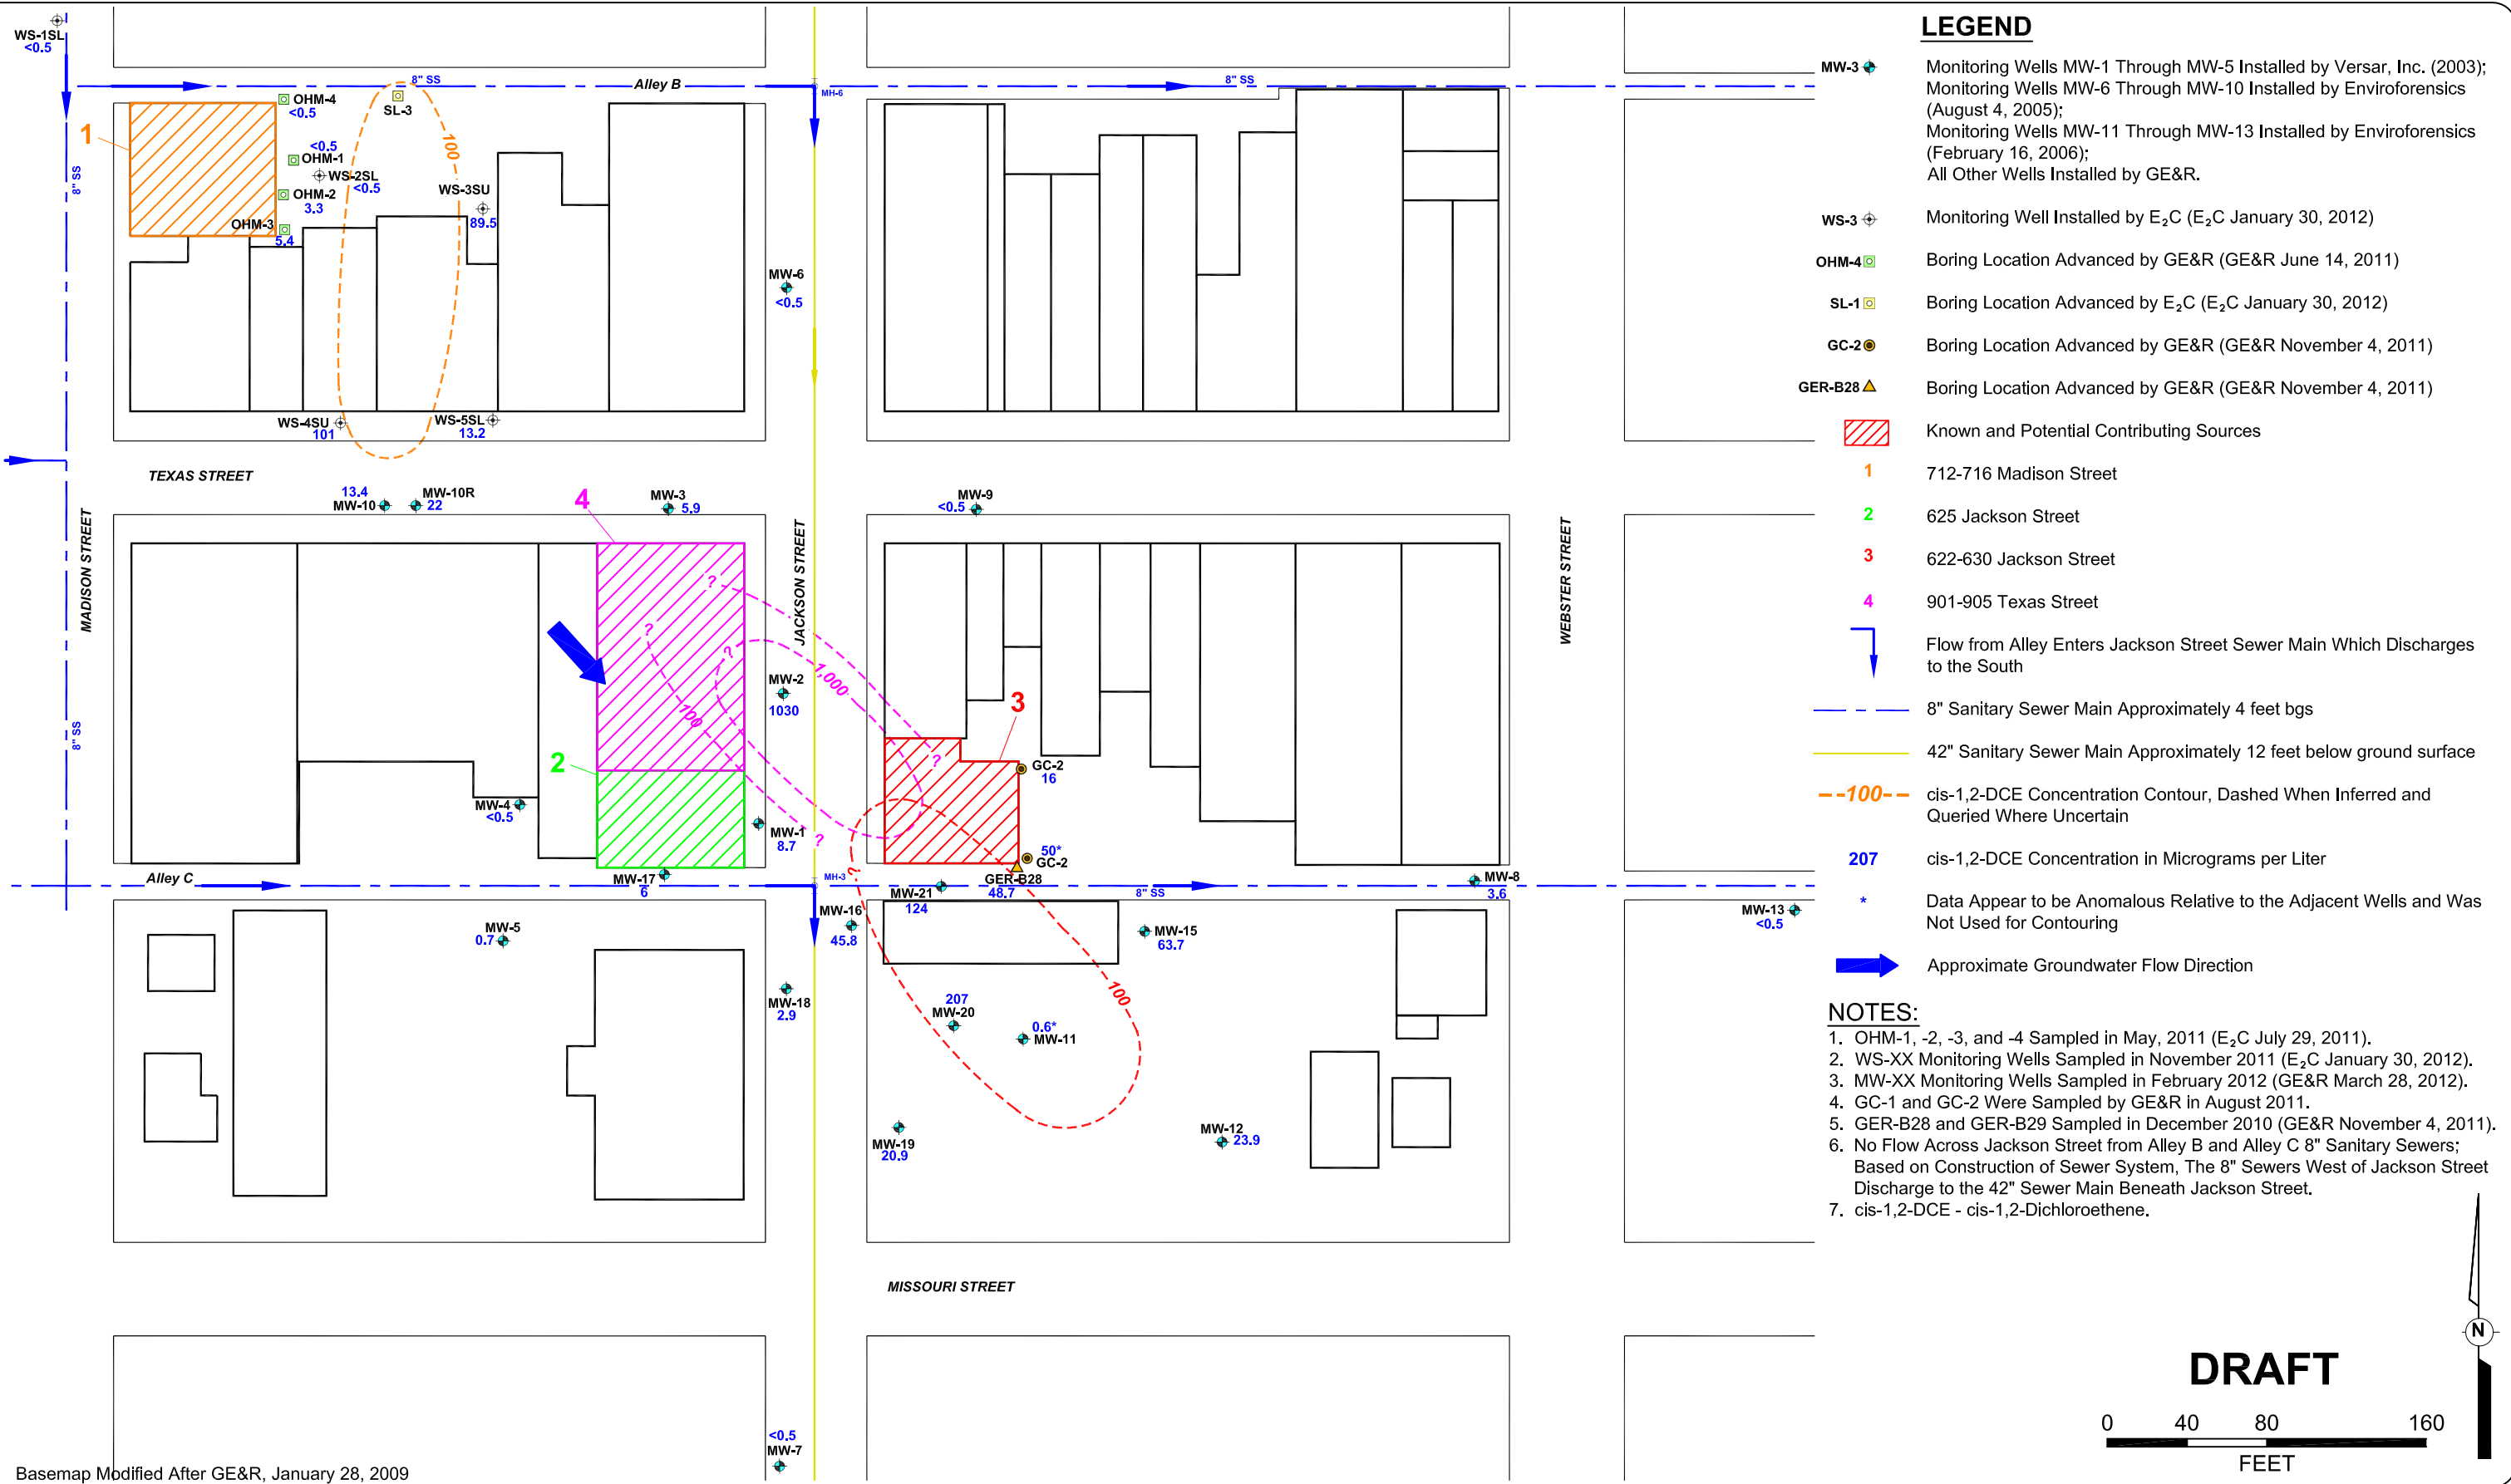 WS-1SL
<0.5
8" SS
Alley B
8" SS
MH-6
8" SS
1
OHM-4
<0.5
SL-3
100
<0.5
OHM-1
WS-2SL
<0.5
OHM-2
3.3
WS-3SU
89.5
OHM-3
5.4
MW-6
<0.5
WS-4SU
101
WS-5SL
13.2
TEXAS STREET
13.4
MW-10
MW-10R
22
4
MW-3
5.9
MW-9
<0.5
MADISON STREET
JACKSON STREET
WEBSTER STREET
?
?
?
1,000
100
MW-2
1030
3
8" SS
2
?
GC-2
16
MW-4
<0.5
MW-1
8.7
?
50*
GC-2
?
GER-B28
48.7
Alley C
MW-17
6
MH-3
MW-21
124
8" SS
MW-8
3.6
MW-16
45.8
MW-15
63.7
MW-13
<0.5
MW-5
0.7
MW-18
2.9
100
207
MW-20
0.6*
MW-11
MW-19
20.9
MW-12
23.9
MISSOURI STREET
<0.5
MW-7
Basemap Modified After GE&R, January 28, 2009
LEGEND
MW-3
Monitoring Wells MW-1 Through MW-5 Installed by Versar, Inc. (2003);
Monitoring Wells MW-6 Through MW-10 Installed by Enviroforensics
(August 4, 2005);
Monitoring Wells MW-11 Through MW-13 Installed by Enviroforensics
(February 16, 2006);
All Other Wells Installed by GE&R.
WS-3 Monitoring Well Installed by E₂C (E₂C January 30, 2012)
OHM-4 Boring Location Advanced by GE&R (GE&R June 14, 2011)
SL-1 Boring Location Advanced by E₂C (E₂C January 30, 2012)
GC-2 Boring Location Advanced by GE&R (GE&R November 4, 2011)
GER-B28 Boring Location Advanced by GE&R (GE&R November 4, 2011)
Known and Potential Contributing Sources
1 712-716 Madison Street
2 625 Jackson Street
3 622-630 Jackson Street
4 901-905 Texas Street
Flow from Alley Enters Jackson Street Sewer Main Which Discharges
to the South
8" Sanitary Sewer Main Approximately 4 feet bgs
42" Sanitary Sewer Main Approximately 12 feet below ground surface
100 cis-1,2-DCE Concentration Contour, Dashed When Inferred and
Queried Where Uncertain
207 cis-1,2-DCE Concentration in Micrograms per Liter
* Data Appear to be Anomalous Relative to the Adjacent Wells and Was
Not Used for Contouring
Approximate Groundwater Flow Direction
NOTES:
1. OHM-1, -2, -3, and -4 Sampled in May, 2011 (E₂C July 29, 2011).
2. WS-XX Monitoring Wells Sampled in November 2011 (E₂C January 30, 2012).
3. MW-XX Monitoring Wells Sampled in February 2012 (GE&R March 28, 2012).
4. GC-1 and GC-2 Were Sampled by GE&R in August 2011.
5. GER-B28 and GER-B29 Sampled in December 2010 (GE&R November 4, 2011).
6. No Flow Across Jackson Street from Alley B and Alley C 8" Sanitary Sewers;
Based on Construction of Sewer System, The 8" Sewers West of Jackson Street
Discharge to the 42" Sewer Main Beneath Jackson Street.
7. cis-1,2-DCE - cis-1,2-Dichloroethene.
N
DRAFT
0 40 80 160
FEET